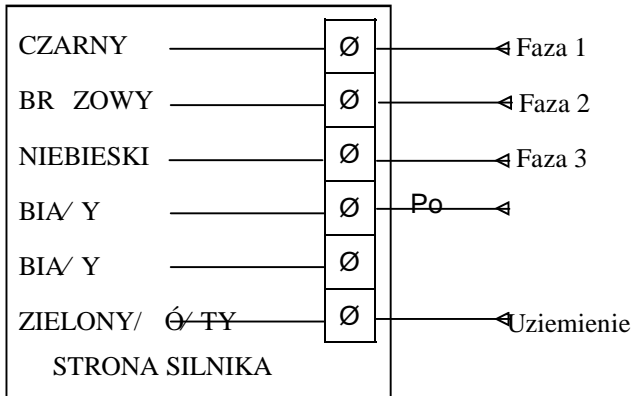 CZARNY Ø Faza 1
BR ZOWY Ø Faza 2
NIEBIESKI Ø Faza 3
BIA/ Y Ø Po
BIA/ Y Ø
ZIELONY/ Ó/ TY Ø Uziemienie
STRONA SILNIKA